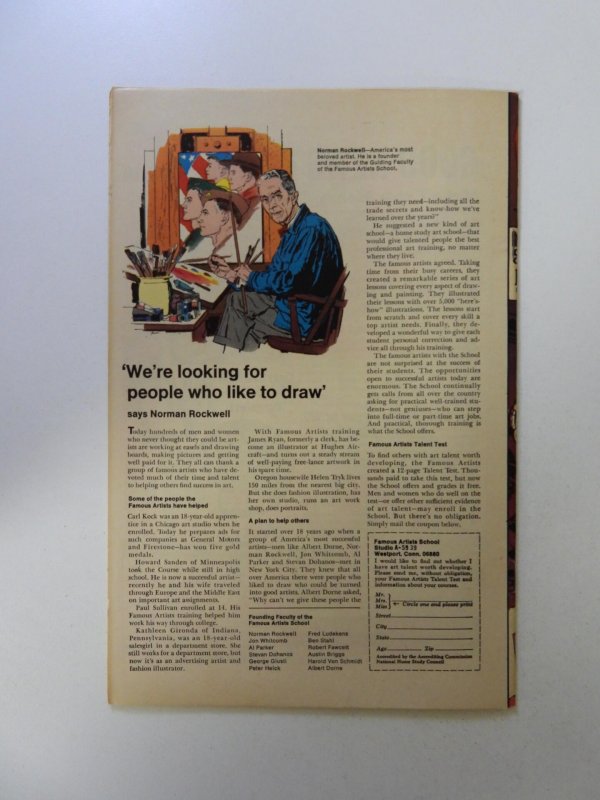 Norman Rockwell—America's most
beloved artist. He is a founder
and member of the Guiding Faculty
of the Famous Artists School.
'We're looking for
people who like to draw'
says Norman Rockwell
Today hundreds of men and women
who never thought they could be art-
ists are working at easels and drawing
boards, making pictures and getting
well paid for it. They all can thank a
group of famous artists who have de-
voted much of their time and talent
to helping others find success in art.
Some of the people the
Famous Artists have helped
Carl Kock was an 18-year-old appren-
tice in a Chicago art studio when he
enrolled. Today he prepares ads for
such companies as General Motors
and Firestone—has won five gold
medals.
Howard Sanden of Minneapolis
took the Course while still in high
school. He is now a successful artist—
recently he and his wife traveled
through Europe and the Middle East
on important art assignments.
Paul Sullivan enrolled at 14. His
Famous Artists training helped him
work his way through college.
Kathleen Gironda of Indiana,
Pennsylvania, was an 18-year-old
salesgirl in a department store. She
still works for a department store, but
now it's as an advertising artist and
fashion illustrator.
With Famous Artists training
James Ryan, formerly a clerk, has be-
come an illustrator at Hughes Air-
craft—and turns out a steady stream
of well-paying free-lance artwork in
his spare time.
Oregon housewife Helen Tryk lives
150 miles from the nearest big city.
But she does fashion illustration, has
her own studio, runs an art work
shop, does portraits.
A plan to help others
It started over 18 years ago when a
group of America's most successful
artists—men like Albert Dorne, Nor-
man Rockwell, Jon Whitcomb, Al
Parker and Stevan Dohanos—met in
New York City. They knew that all
over America there were people who
liked to draw who could be turned
into good artists. Albert Dorne asked,
"Why can't we give these people the
Founding Faculty of the
Famous Artists School
Norman Rockwell
Jon Whitcomb
Al Parker
Stevan Dohanos
George Giusti
Peter Helck
Fred Ludekens
Ben Stahl
Robert Fawcett
Austin Briggs
Harold Von Schmidt
Albert Dorne
training they need—including all the
trade secrets and know-how we've
learned over the years?"
He suggested a new kind of art
school—a home study art school—that
would give talented people the best
professional art training, no matter
where they live.
The famous artists agreed. Taking
time from their busy careers, they
created a remarkable series of art
lessons covering every aspect of draw-
ing and painting. They illustrated
their lessons with over 5,000 "here's-
how" illustrations. The lessons start
from scratch and cover every skill a
top artist needs. Finally, they de-
veloped a wonderful way to give each
student personal correction and ad-
vice all through his training.
The famous artists with the School
are not surprised at the success of
their students. The opportunities
open to successful artists today are
enormous. The School continually
gets calls from all over the country
asking for practical well-trained stu-
dents—not geniuses—who can step
into full-time or part-time art jobs.
And practical, thorough training is
what the School offers.
Famous Artists Talent Test
To find others with art talent worth
developing, the Famous Artists
created a 12-page Talent Test. Thou-
sands paid to take this test, but now
the School offers and grades it free.
Men and women who do well on the
test—or offer other sufficient evidence
of art talent—may enroll in the
School. But there's no obligation.
Simply mail the coupon below.
Famous Artists School
Studio
Westport, Conn. 06880
I would like to find out whether I
have art talent worth developing.
Please send me, without obligation,
your Famous Artists Talent Test and
information about your courses.
Mr.
Mrs.
Miss ← Circle one and please print
Street
City
State
Age Zip
Accredited by the Accrediting Commission
National Home Study Council